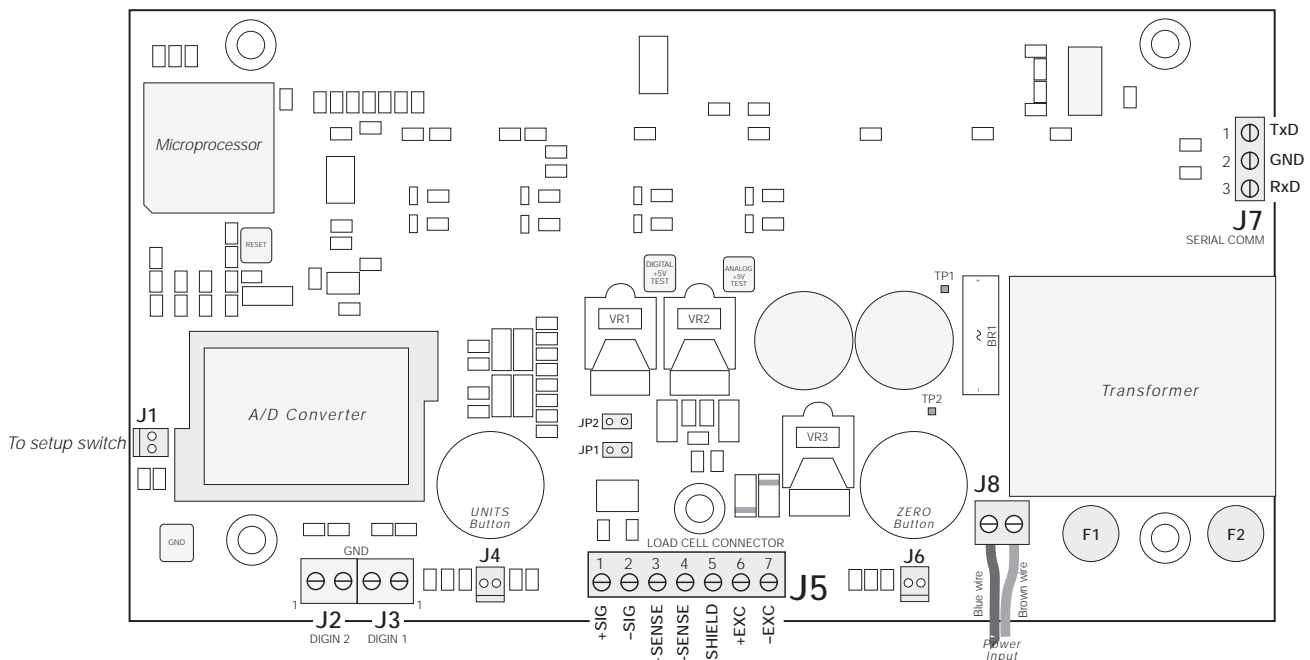 Microprocessor
RESET
TxD
GND
RxD
1
2
3
J7
SERIAL COMM
DIGITAL
+5V
TEST
ANALOG
+5V
TEST
TP1
VR1
VR2
+
~
–
BR1
Transformer
A/D Converter
J1
To setup switch
TP2
JP2
JP1
VR3
UNITS
Button
ZERO
Button
J8
F1
F2
GND
GND
J4
J6
LOAD CELL CONNECTOR
1 2 3 4 5 6 7
J5
1
1
J2
DIGIN 2
J3
DIGIN 1
+SIG
–SIG
-SENSE
-SENSE
SHIELD
+EXC
–EXC
Blue wire
Brown wire
Power
Input